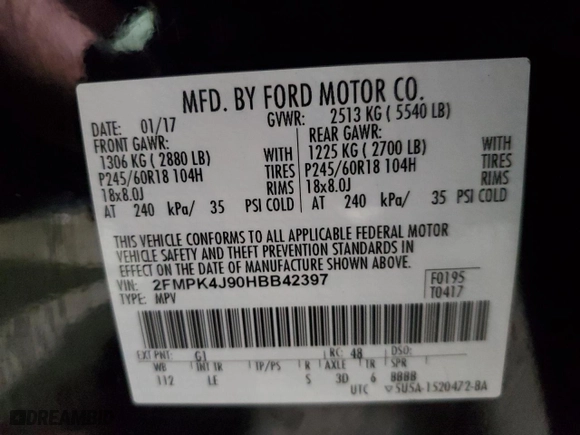 MFD. BY FORD MOTOR CO.
DATE: 01/17 GVWR: 2513 KG ( 5540 LB)
FRONT GAWR: REAR GAWR:
1306 KG ( 2880 LB) WITH 1225 KG ( 2700 LB) WITH
P245/60R18 104H TIRES P245/60R18 104H TIRES
18x8.0J RIMS 18x8.0J RIMS
AT 240 kPa/ 35 PSI COLD AT 240 kPa/ 35 PSI COLD
THIS VEHICLE CONFORMS TO ALL APPLICABLE FEDERAL MOTOR
VEHICLE SAFETY AND THEFT PREVENTION STANDARDS IN
EFFECT ON THE DATE OF MANUFACTURE SHOWN ABOVE.
VIN: 2FMPK4J90HBB42397 F0195
TYPE: MPV T0417
EXT PNT: G1 RC: 48 DSO:
WB INT TR TP/PS R AXLE TR SPR
112 LE 5 3D 6 8888
UTC ▽5USA-1520472-BA